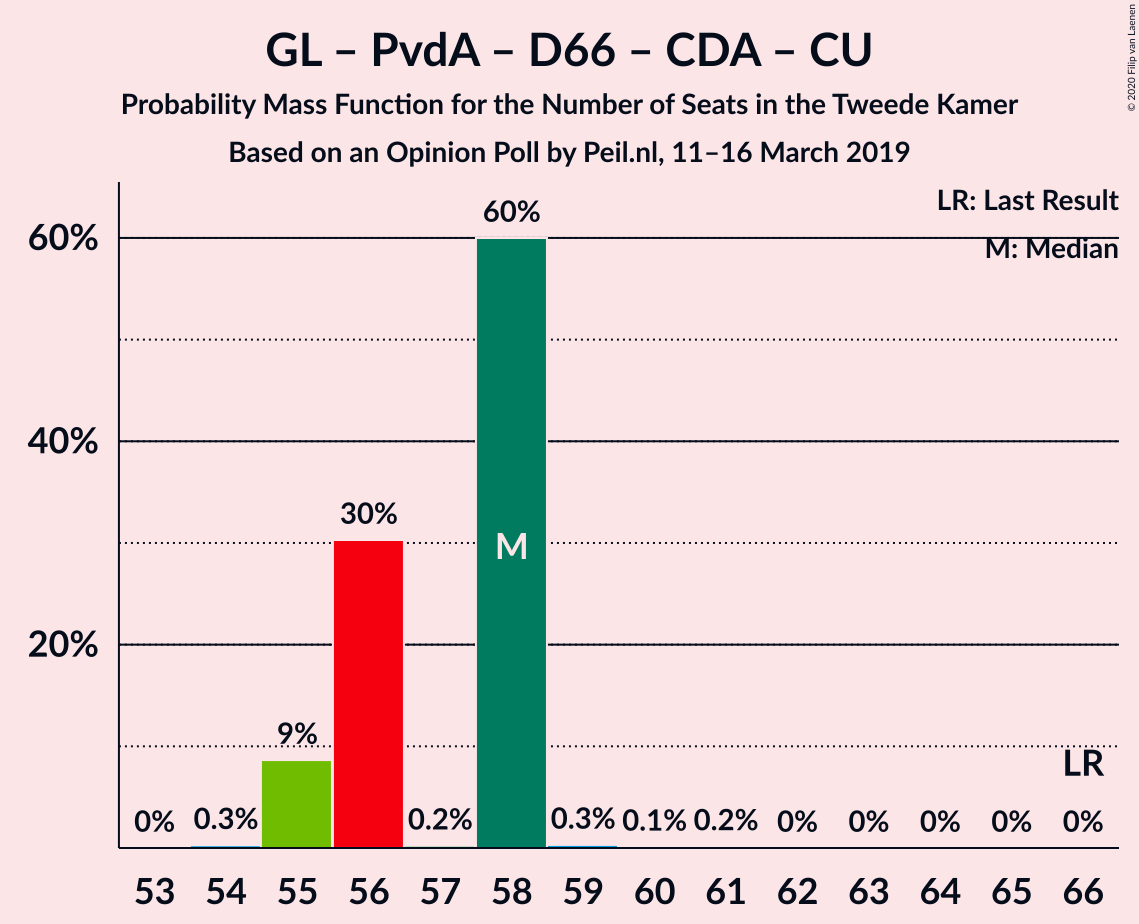 GL – PvdA – D66 – CDA – CU
Probability Mass Function for the Number of Seats in the Tweede Kamer
Based on an Opinion Poll by Peil.nl, 11–16 March 2019
© 2020 Filip van Laenen
LR: Last Result
M: Median
60%
40%
20%
0% 0.3% 9% 30% 0.2% 60% 0.3% 0.1% 0.2% 0% 0% 0% 0% 0%
M
LR
53 54 55 56 57 58 59 60 61 62 63 64 65 66